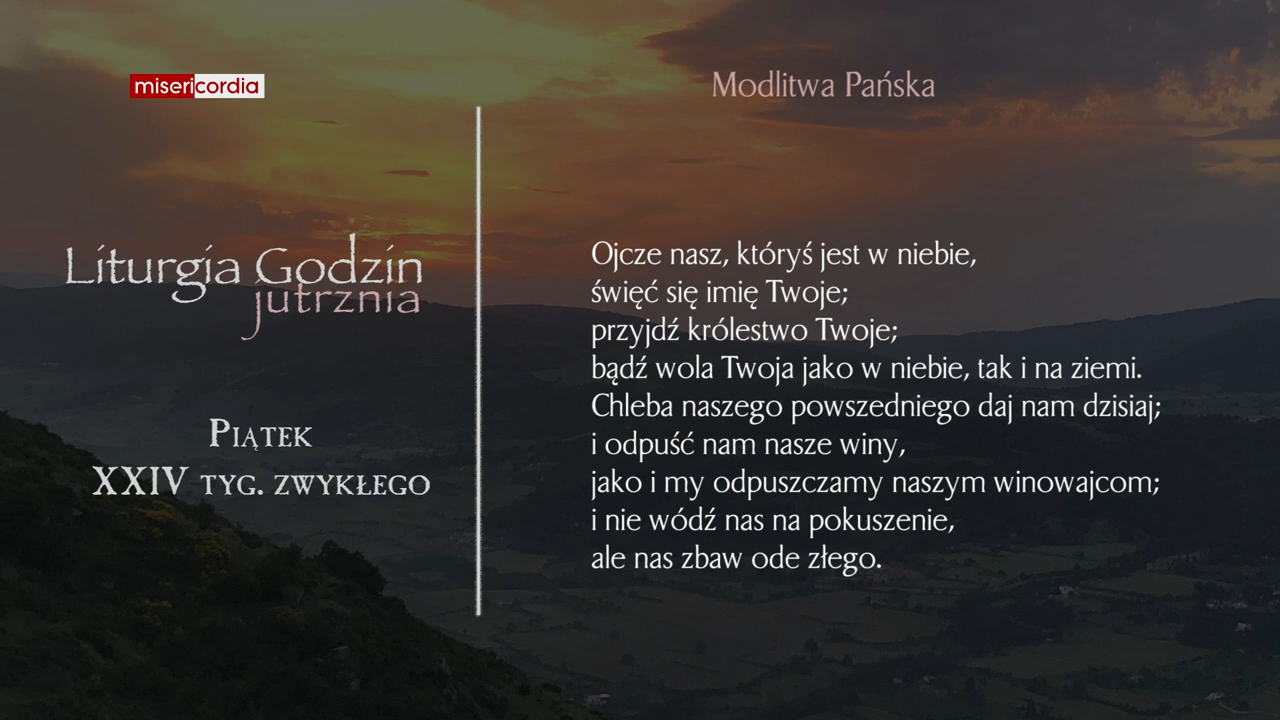 misericordia
Liturgia Godzin
jutrznia
Piątek
XXIV tyg. zwykłego
Modlitwa Pańska
Ojcze nasz, któryś jest w niebie,
święć się imię Twoje;
przyjdź królestwo Twoje;
bądź wola Twoja jako w niebie, tak i na ziemi.
Chleba naszego powszedniego daj nam dzisiaj;
i odpuść nam nasze winy,
jako i my odpuszczamy naszym winowajcom;
i nie wódź nas na pokuszenie,
ale nas zbaw ode złego.